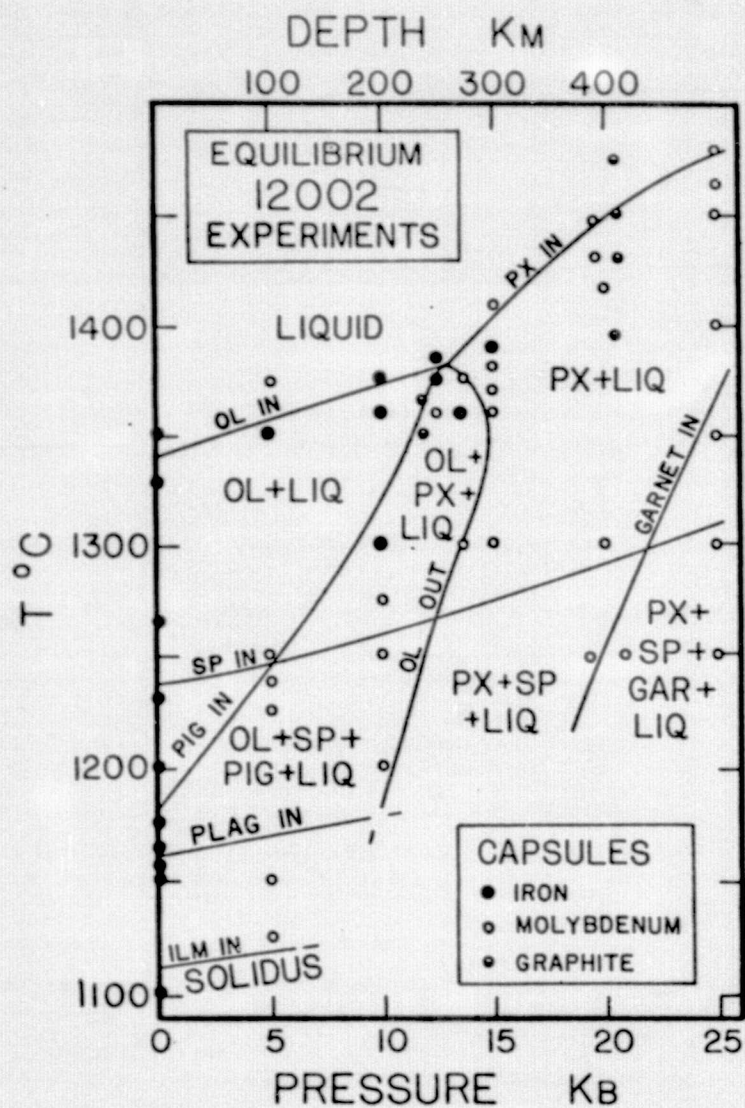 DEPTH KM
100 200 300 400
EQUILIBRIUM
12002
EXPERIMENTS
PX IN
1400
LIQUID
PX+LIQ
OL IN
OL+LIQ
OL+
PX+
LIQ
GARNET IN
T °C
1300
OUT
OL
SP IN
PX+
SP+
GAR+
LIQ
PX+SP
+LIQ
PIG IN
OL+SP+
PIG+LIQ
1200
PLAG IN
CAPSULES
IRON
MOLYBDENUM
GRAPHITE
ILM IN
SOLIDUS
1100
0 5 10 15 20 25
PRESSURE KB